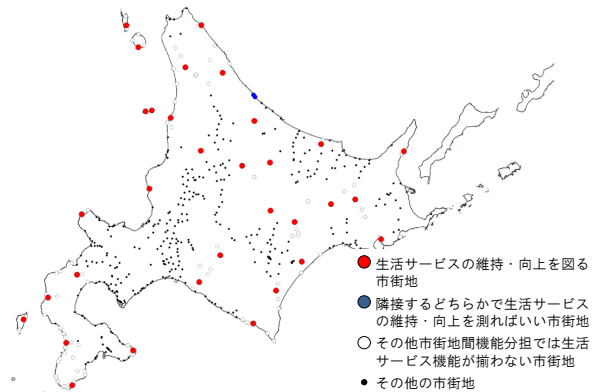 生活サービスの維持・向上を図る
市街地
隣接するどちらかで生活サービス
の維持・向上を測ればいい市街地
その他市街地間機能分担では生活
サービス機能が揃わない市街地
その他の市街地